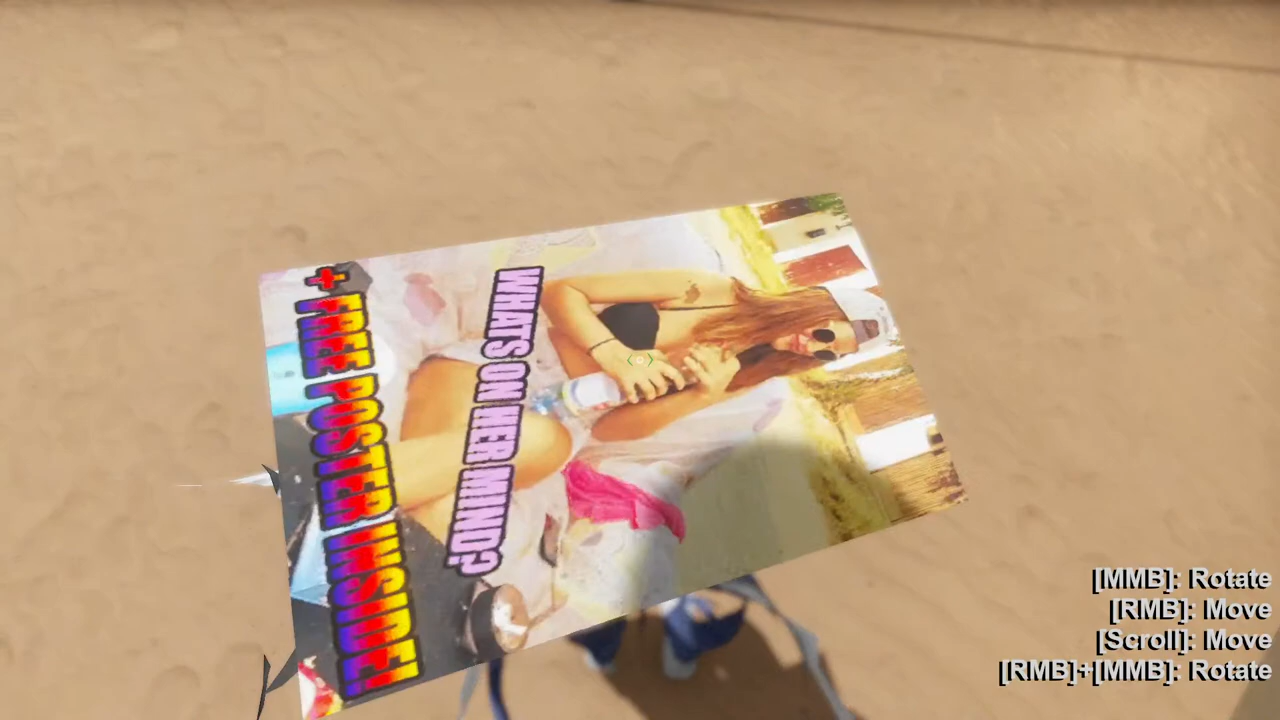 WHATS ON HER MIND?
+ FREE POSTER INSIDE!
[MMB]: Rotate
[RMB]: Move
[Scroll]: Move
[RMB]+[MMB]: Rotate